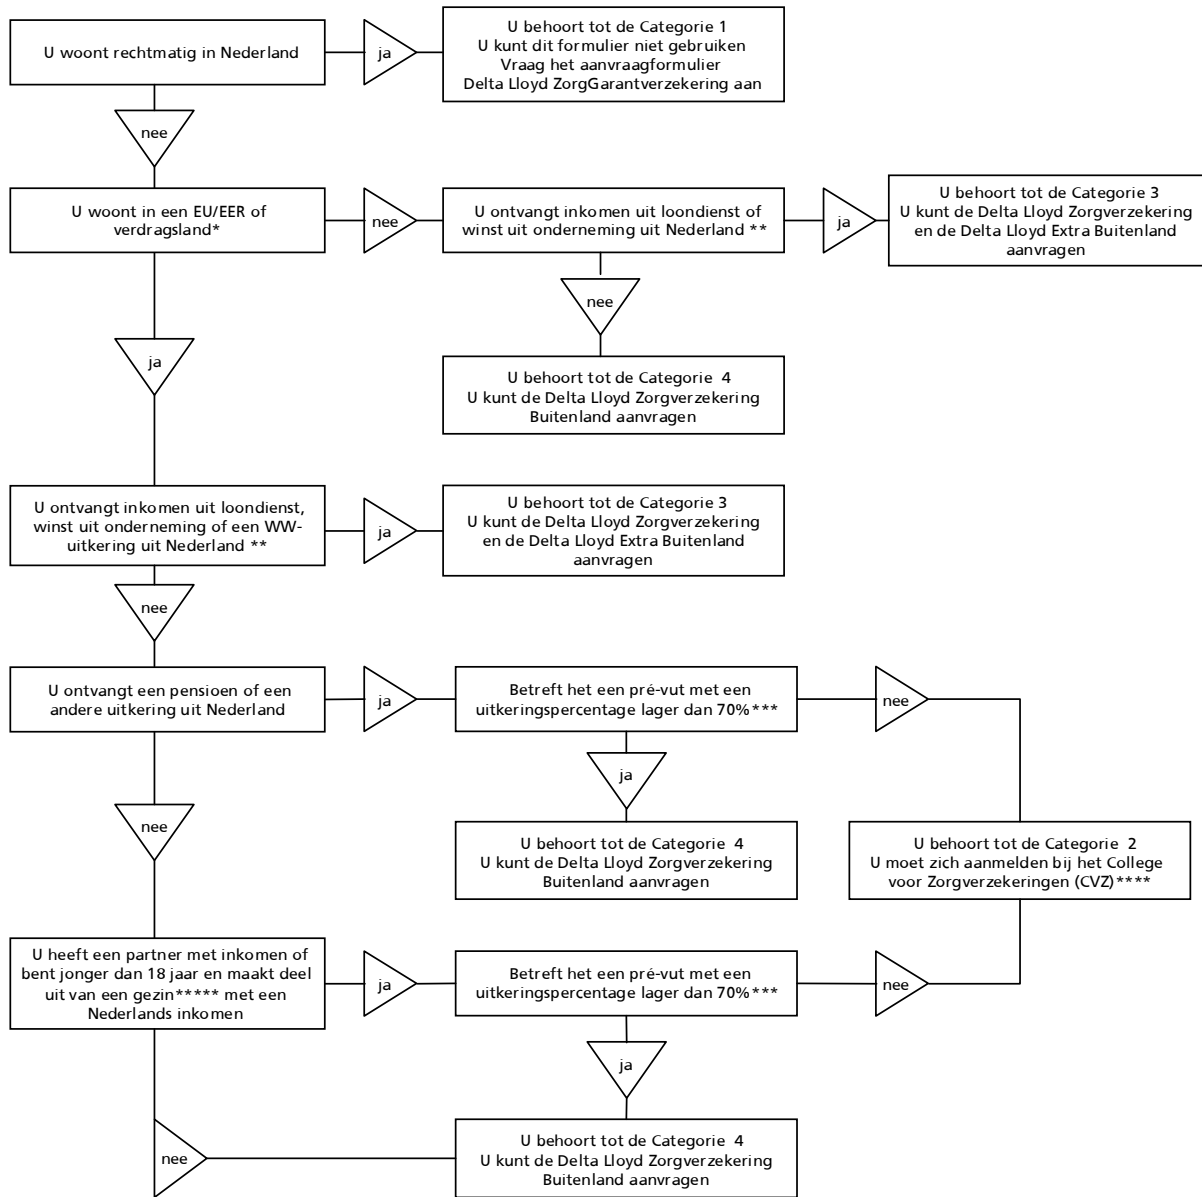 U woont rechtmatig in Nederland
ja
U behoort tot de Categorie 1
U kunt dit formulier niet gebruiken
Vraag het aanvraagformulier
Delta Lloyd ZorgGarantverzekering aan
nee
U woont in een EU/EER of
verdragsland*
nee
U ontvangt inkomen uit loondienst of
winst uit onderneming uit Nederland **
ja
U behoort tot de Categorie 3
U kunt de Delta Lloyd Zorgverzekering
en de Delta Lloyd Extra Buitenland
aanvragen
nee
U behoort tot de Categorie 4
U kunt de Delta Lloyd Zorgverzekering
Buitenland aanvragen
ja
U ontvangt inkomen uit loondienst,
winst uit onderneming of een WW-
uitkering uit Nederland **
ja
U behoort tot de Categorie 3
U kunt de Delta Lloyd Zorgverzekering
en de Delta Lloyd Extra Buitenland
aanvragen
nee
U ontvangt een pensioen of een
andere uitkering uit Nederland
ja
Betreft het een pré-vut met een
uitkeringspercentage lager dan 70%***
nee
ja
nee
U behoort tot de Categorie 4
U kunt de Delta Lloyd Zorgverzekering
Buitenland aanvragen
U behoort tot de Categorie 2
U moet zich aanmelden bij het College
voor Zorgverzekeringen (CVZ)****
U heeft een partner met inkomen of
bent jonger dan 18 jaar en maakt deel
uit van een gezin***** met een
Nederlands inkomen
ja
Betreft het een pré-vut met een
uitkeringspercentage lager dan 70%***
nee
ja
nee
U behoort tot de Categorie 4
U kunt de Delta Lloyd Zorgverzekering
Buitenland aanvragen